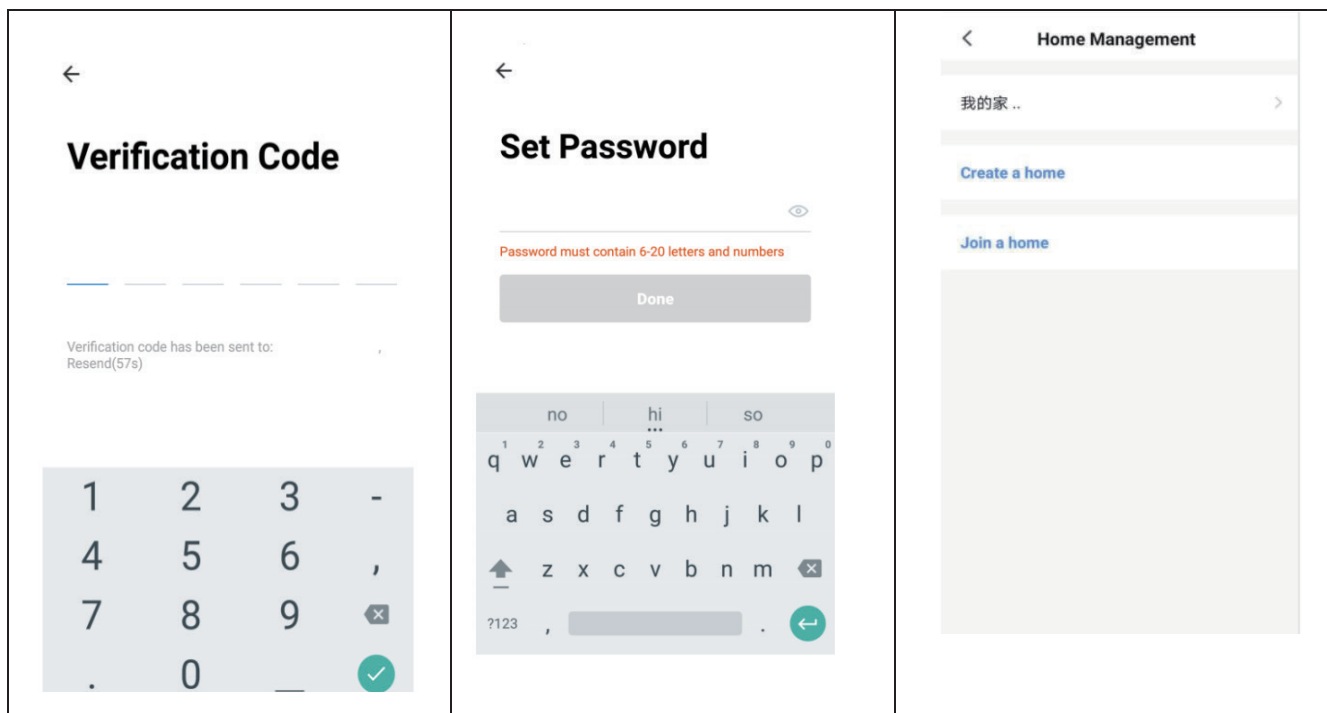 Verification Code
Verification code has been sent to: ,
Resend(57s)
1 2 3 -
4 5 6 ,
7 8 9
. 0 _
Set Password
Password must contain 6-20 letters and numbers
Done
no hi so
1 2 3 4 5 6 7 8 9 0
q w e r t y u i o p
a s d f g h j k l
z x c v b n m
?123 , .
Home Management
我的家 ..
Create a home
Join a home